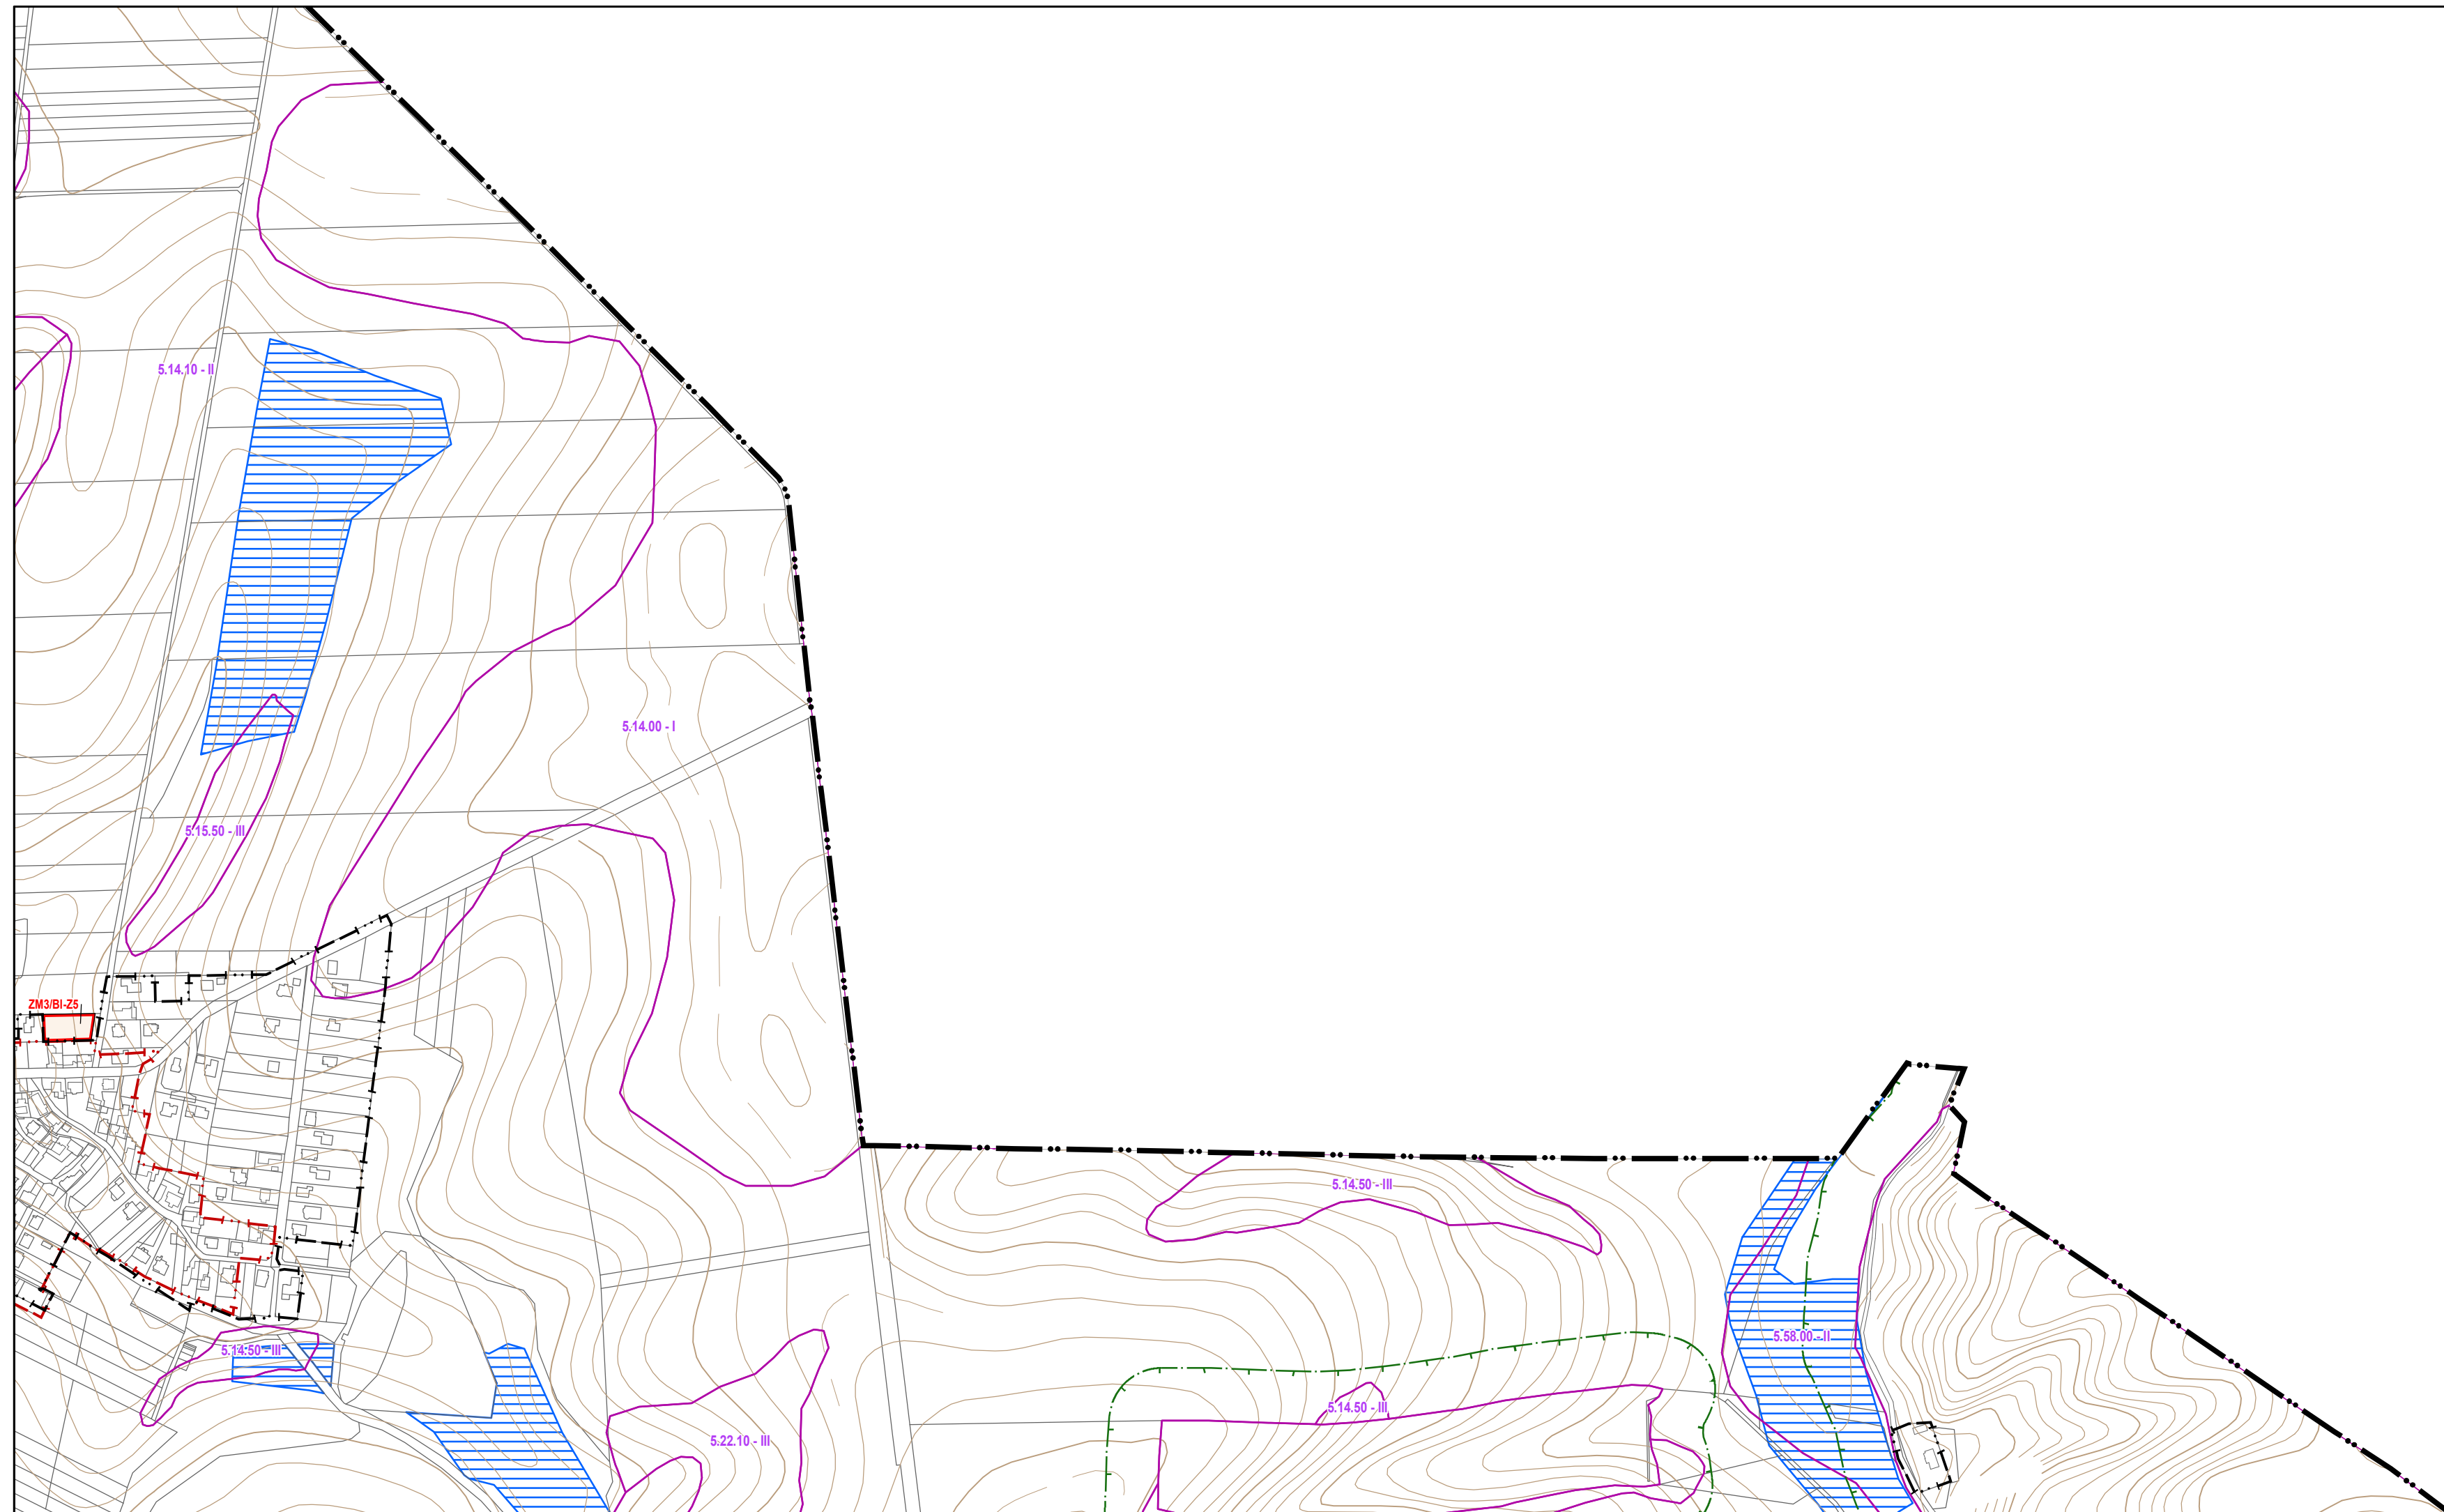 5.14.10 - II
5.14.00 - I
5.15.50 - III
ZM3/BI-Z5
5.14.50 - III
5.58.00 - II
5.14.50 - III
5.14.50 - III
5.22.10 - III